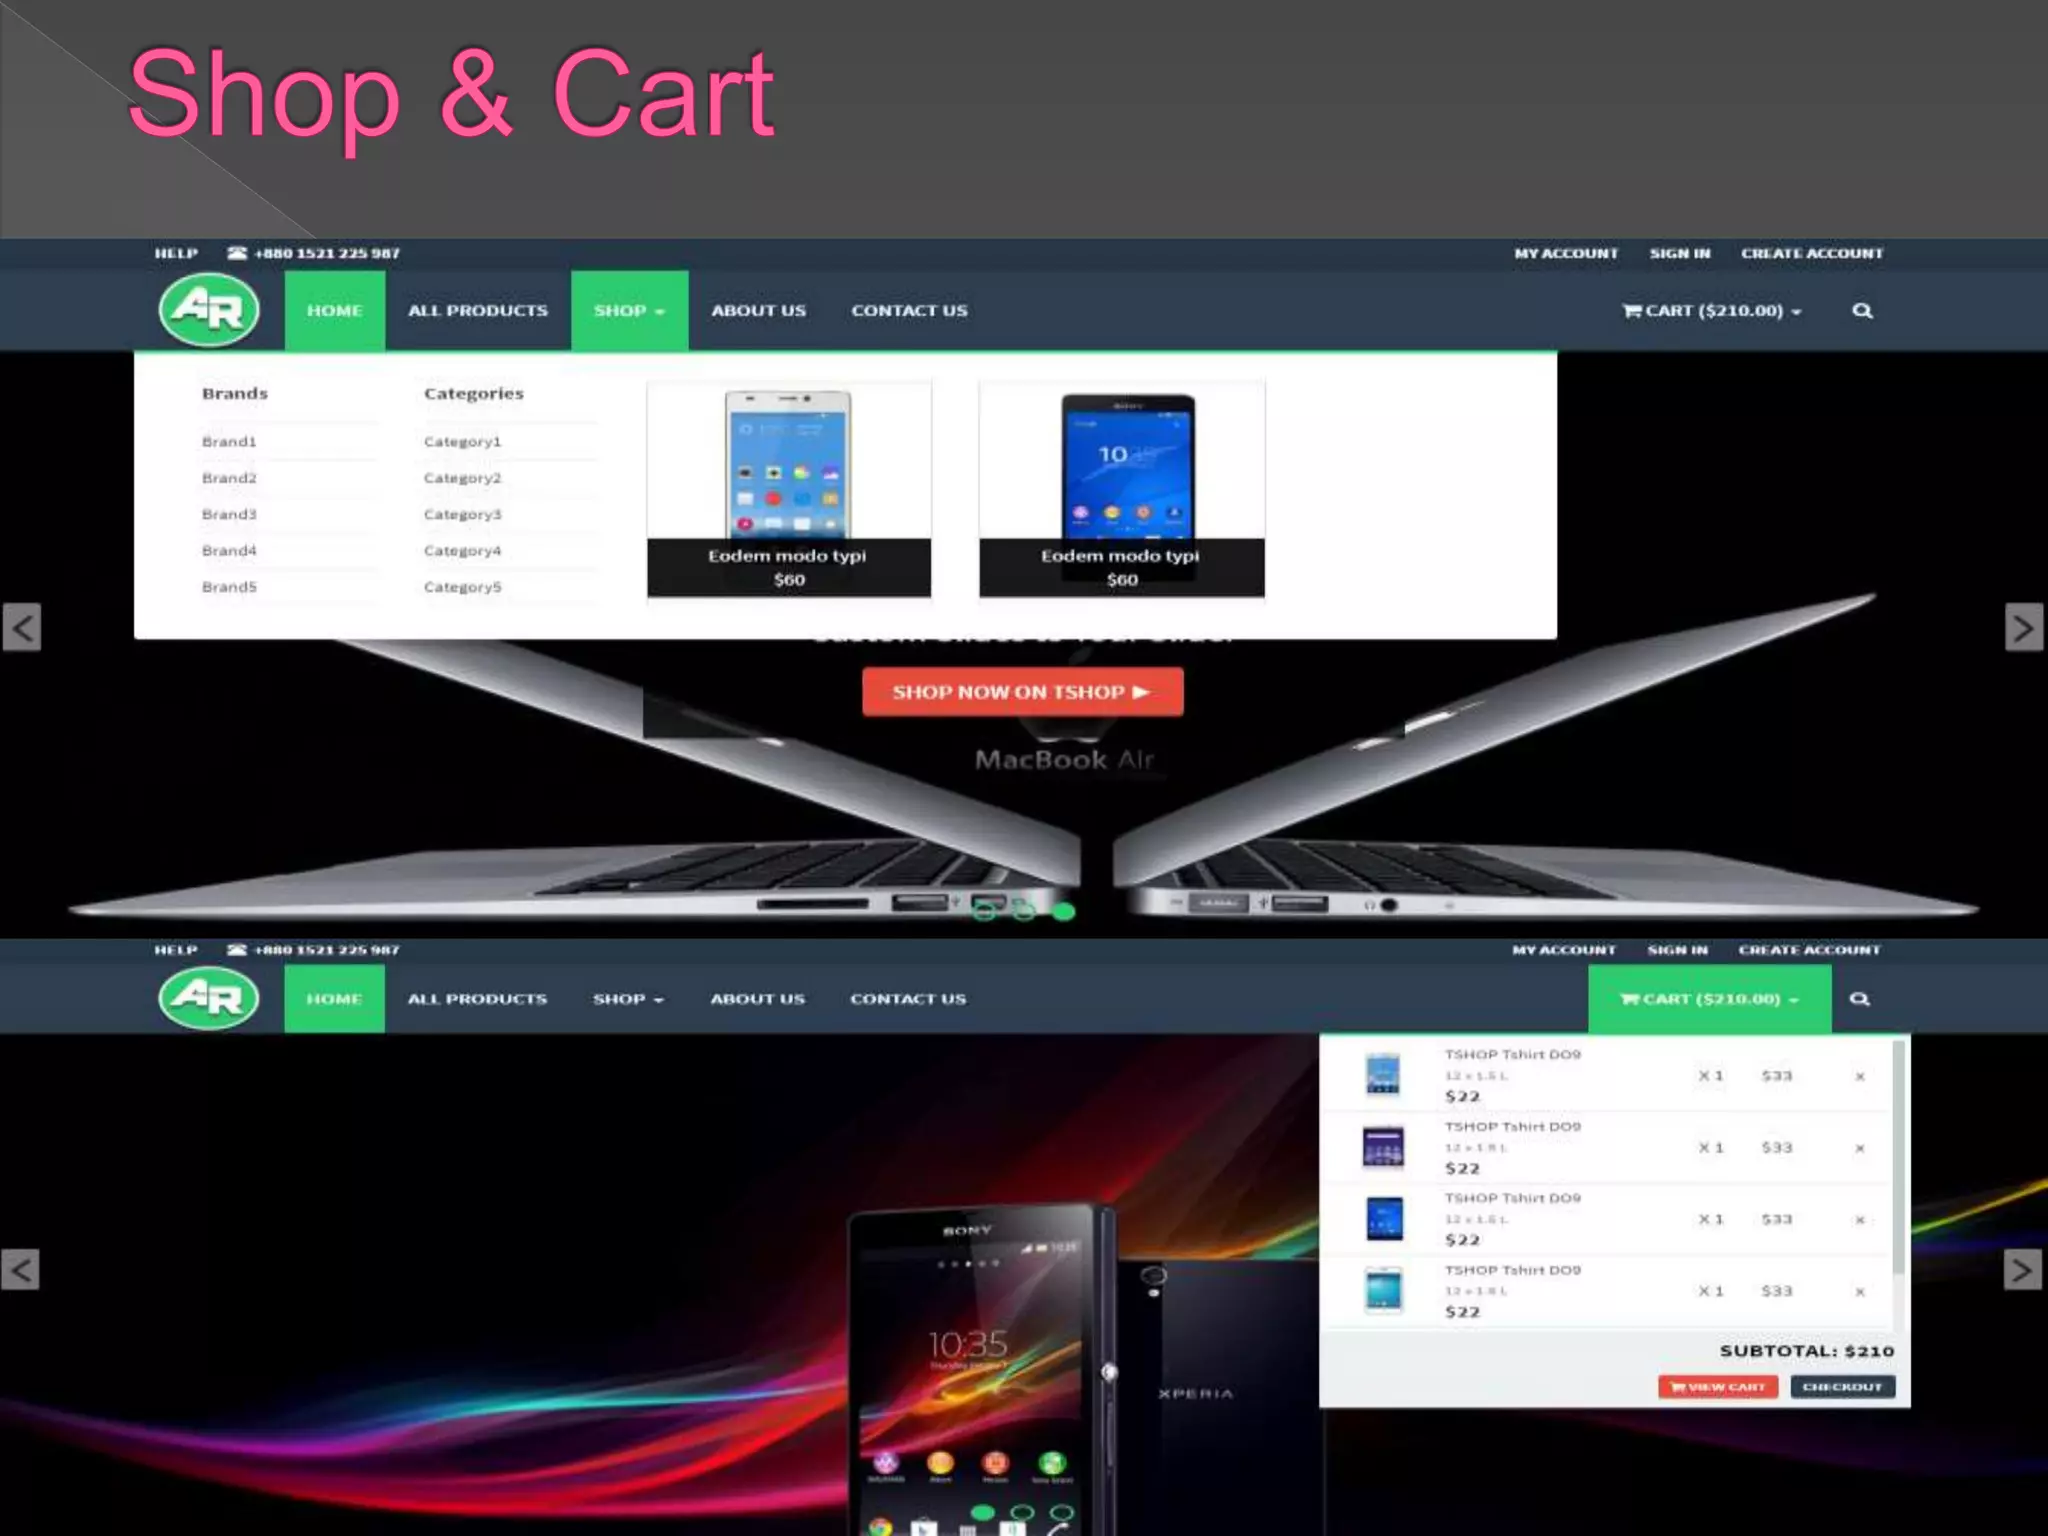 Shop & Cart
HELP +880 1521 225 987 MY ACCOUNT SIGN IN CREATE ACCOUNT
AR HOME ALL PRODUCTS SHOP ABOUT US CONTACT US CART ($210.00)
Brands Categories
Brand1 Category1
Brand2 Category2
Brand3 Category3
Brand4 Category4
Brand5 Category5
SONY
10
Eodem modo typi
$60
Eodem modo typi
$60
SHOP NOW ON TSHOP ►
MacBook Air
HELP +880 1521 225 987 MY ACCOUNT SIGN IN CREATE ACCOUNT
AR HOME ALL PRODUCTS SHOP ABOUT US CONTACT US CART ($210.00)
TSHOP Tshirt DO9
X 1 $33 ×
$22
TSHOP Tshirt DO9
X 1 $33 ×
$22
TSHOP Tshirt DO9
X 1 $33 ×
$22
TSHOP Tshirt DO9
X 1 $33 ×
$22
SUBTOTAL: $210
VIEW CART CHECKOUT
SONY
10:35
XPERIA